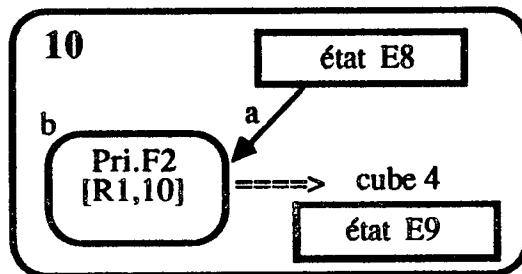 10
état E8
a
b
Pri.F2
[R1,10]
====> cube 4
état E9